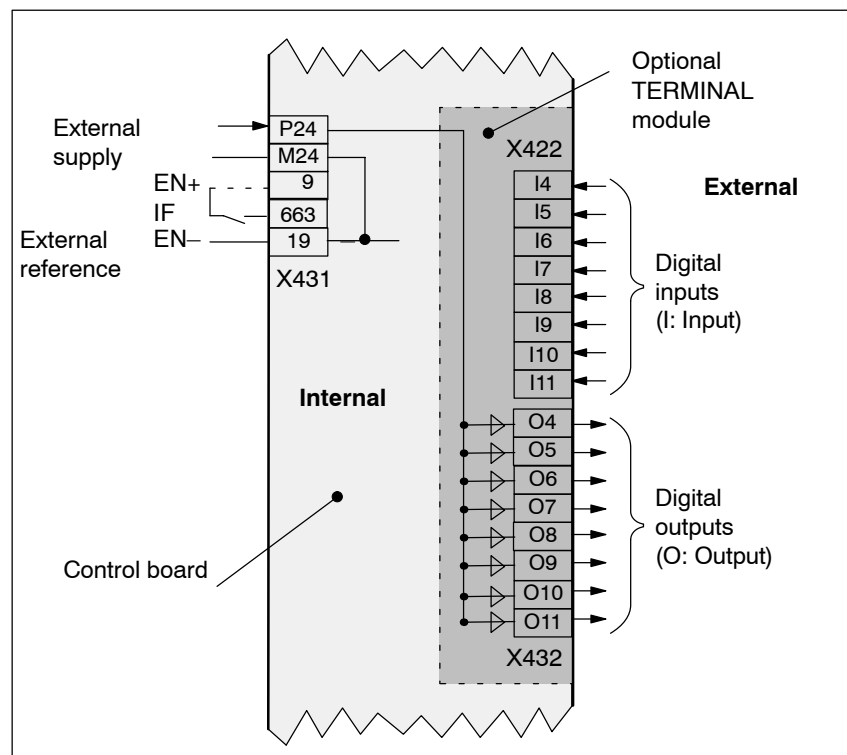 Optional
TERMINAL
module
External
supply
P24
M24
EN+
9
IF
663
External
reference
EN–
19
X431
X422
External
I4
I5
I6
I7
I8
I9
I10
I11
Digital
inputs
(I: Input)
Internal
O4
O5
O6
O7
O8
O9
O10
O11
Digital
outputs
(O: Output)
Control board
X432